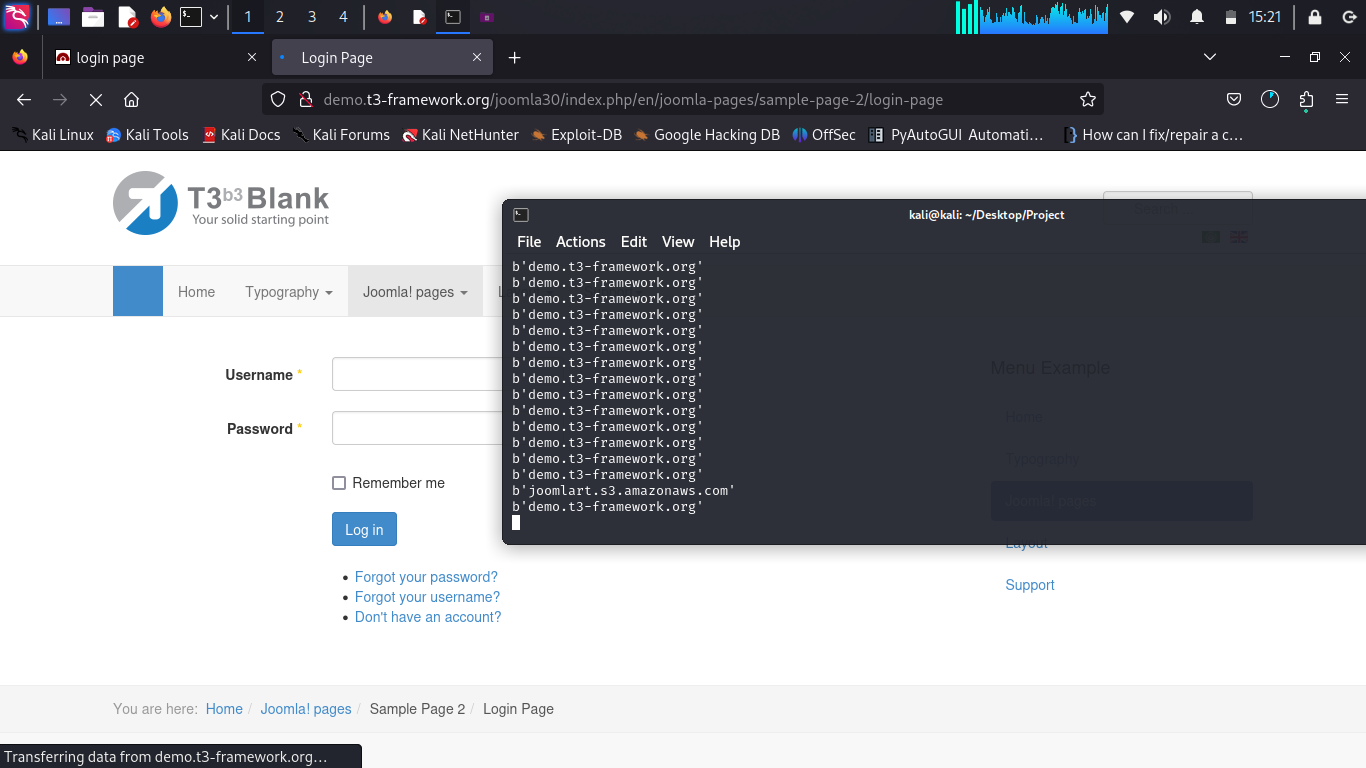 1 2 3 4 15:21
login page Login Page
demo.t3-framework.org/joomla30/index.php/en/joomla-pages/sample-page-2/login-page
Kali Linux Kali Tools Kali Docs Kali Forums Kali NetHunter Exploit-DB Google Hacking DB OffSec PyAutoGUI Automati… How can I fix/repair a c…
T3b3 Blank
Your solid starting point
kali@kali: ~/Desktop/Project
File Actions Edit View Help
Home Typography Joomla! pages
b'demo.t3-framework.org'
b'demo.t3-framework.org'
b'demo.t3-framework.org'
b'demo.t3-framework.org'
b'demo.t3-framework.org'
b'demo.t3-framework.org'
b'demo.t3-framework.org'
b'demo.t3-framework.org'
b'demo.t3-framework.org'
b'demo.t3-framework.org'
b'demo.t3-framework.org'
b'demo.t3-framework.org'
b'demo.t3-framework.org'
b'demo.t3-framework.org'
b'joomlart.s3.amazonaws.com'
b'demo.t3-framework.org'
Username *
Password *
Remember me
Log in
Forgot your password?
Forgot your username?
Don't have an account?
Menu Example
Home
Typography
Joomla! pages
Layout
Support
You are here: Home / Joomla! pages / Sample Page 2 / Login Page
Transferring data from demo.t3-framework.org…